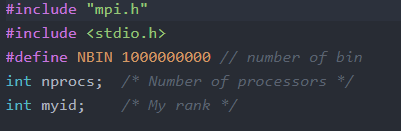 #include "mpi.h"
#include <stdio.h>
#define NBIN 1000000000 // number of bin
int nprocs;  /* Number of processors */
int myid;    /* My rank */